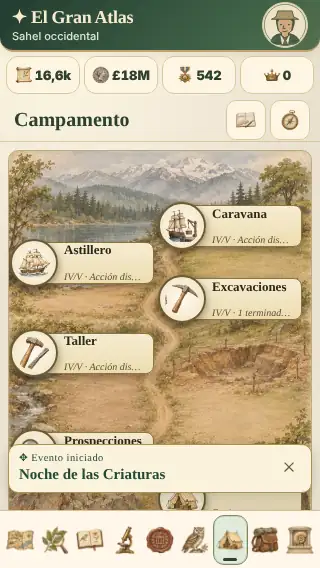 ✦ El Gran Atlas
Sahel occidental
16,6k
£18M
542
0
Campamento
Caravana
IV/V · Acción dis…
Astillero
IV/V · Acción dis…
Excavaciones
IV/V · 1 terminad…
Taller
IV/V · Acción dis…
Prospecciones
✥ Evento iniciado
Noche de las Criaturas
×